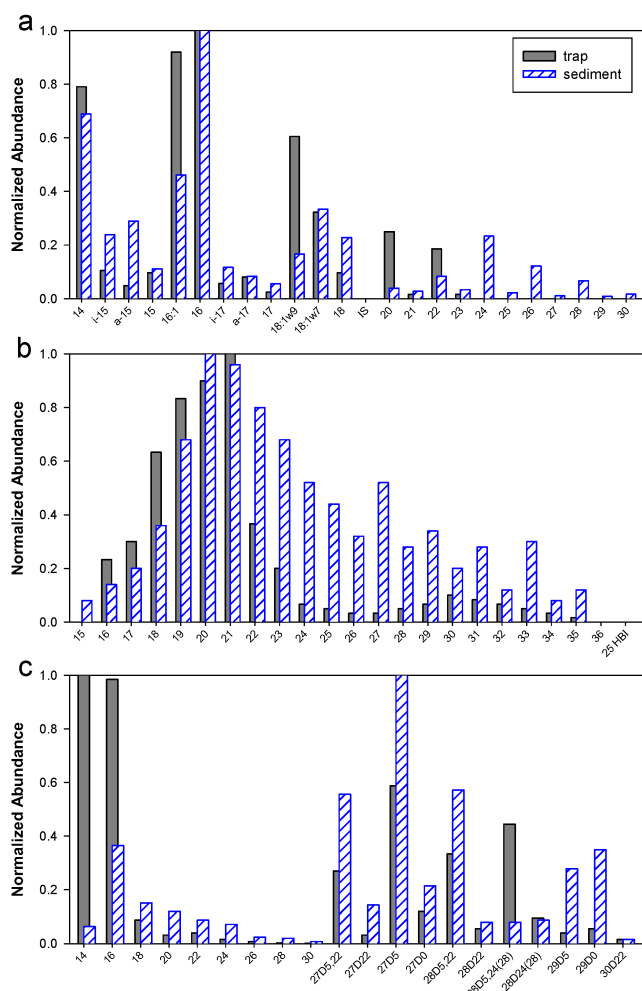 a
1.0
0.8
0.6
0.4
0.2
0.0
Normalized Abundance
trap
sediment
14 i-15 a-15 15 16:1 16 i-17 a-17 17 18:1w9 18:1w7 18 IS 20 21 22 23 24 25 26 27 28 29 30
b
1.0
0.8
0.6
0.4
0.2
0.0
Normalized Abundance
15 16 17 18 19 20 21 22 23 24 25 26 27 28 29 30 31 32 33 34 35 36 25 HBI
c
1.0
0.8
0.6
0.4
0.2
0.0
Normalized Abundance
14 16 18 20 22 24 26 28 30 27D5,22 27D22 27D5 27D0 28D5,22 28D22 28D5,24(28) 28D24(28) 29D5 29D0 30D22